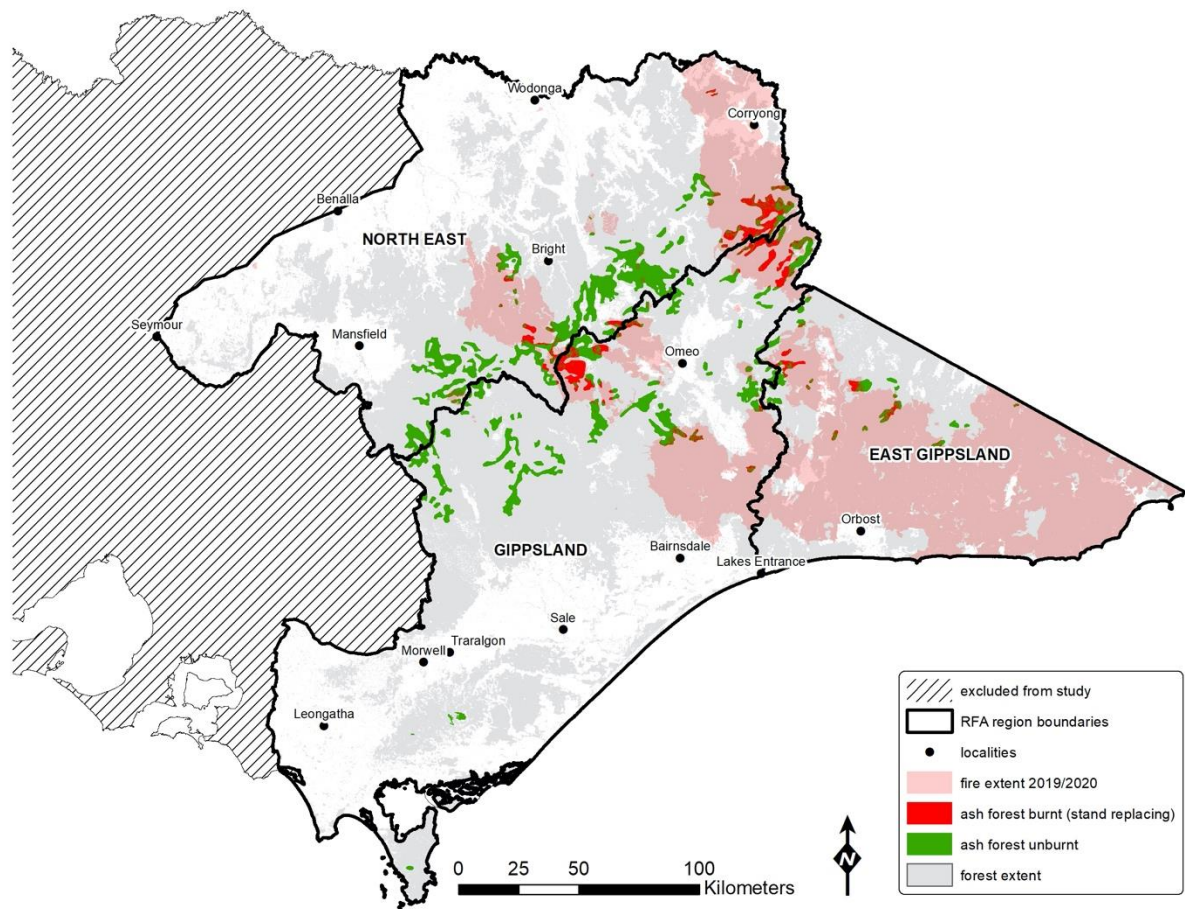 Wodonga
Corryong
Benalla
NORTH EAST
Bright
Seymour
Mansfield
Omeo
EAST GIPPSLAND
Orbost
GIPPSLAND
Bairnsdale
Lakes Entrance
Sale
Traralgon
Morwell
Leongatha
excluded from study
RFA region boundaries
localities
fire extent 2019/2020
ash forest burnt (stand replacing)
ash forest unburnt
forest extent
0 25 50 100
Kilometers
N